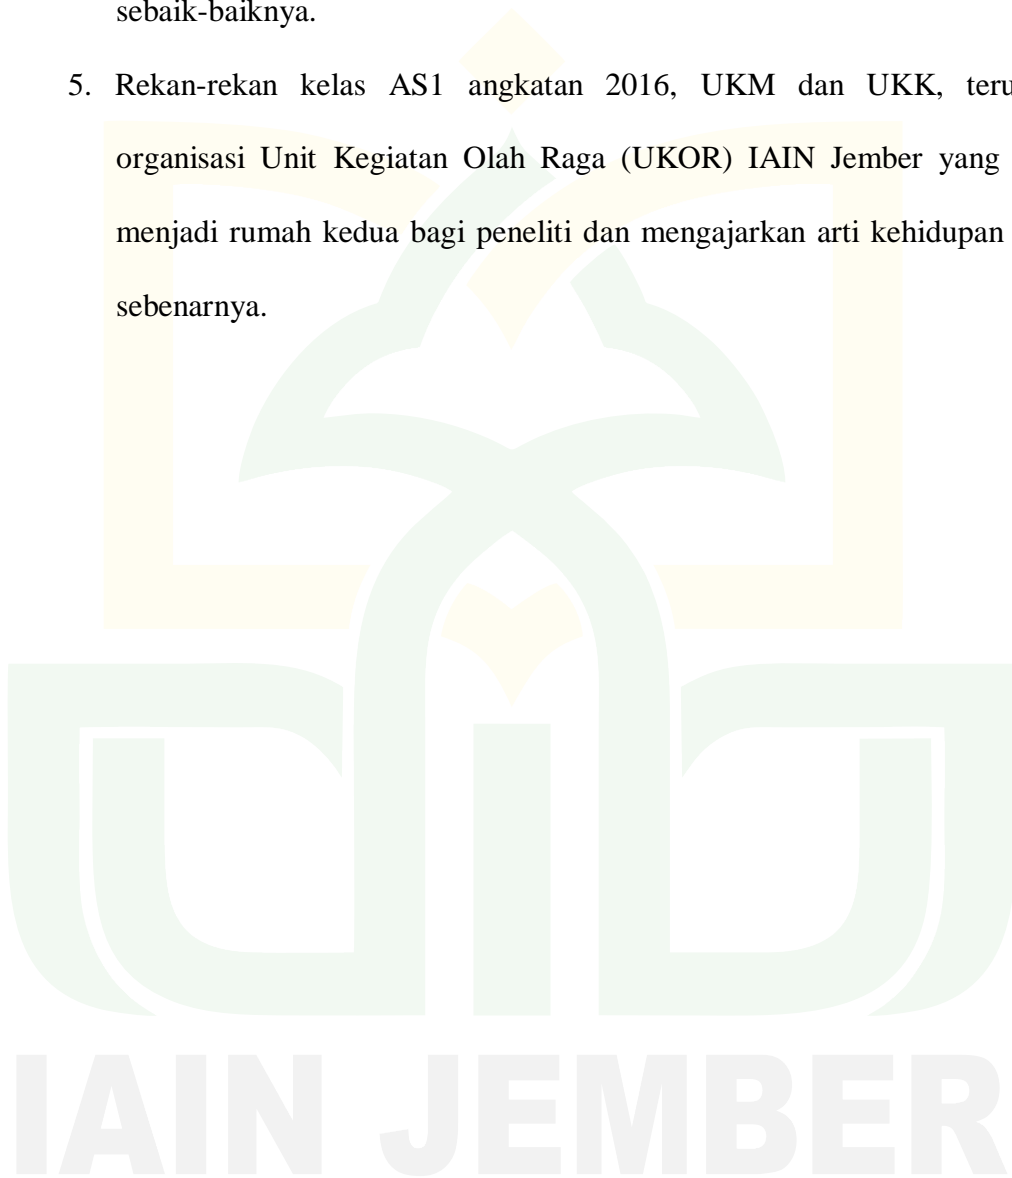 sebaik-baiknya.
5. Rekan-rekan kelas AS1 angkatan 2016, UKM dan UKK, teru
organisasi Unit Kegiatan Olah Raga (UKOR) IAIN Jember yang
menjadi rumah kedua bagi peneliti dan mengajarkan arti kehidupan
sebenarnya.
IAIN JEMBER